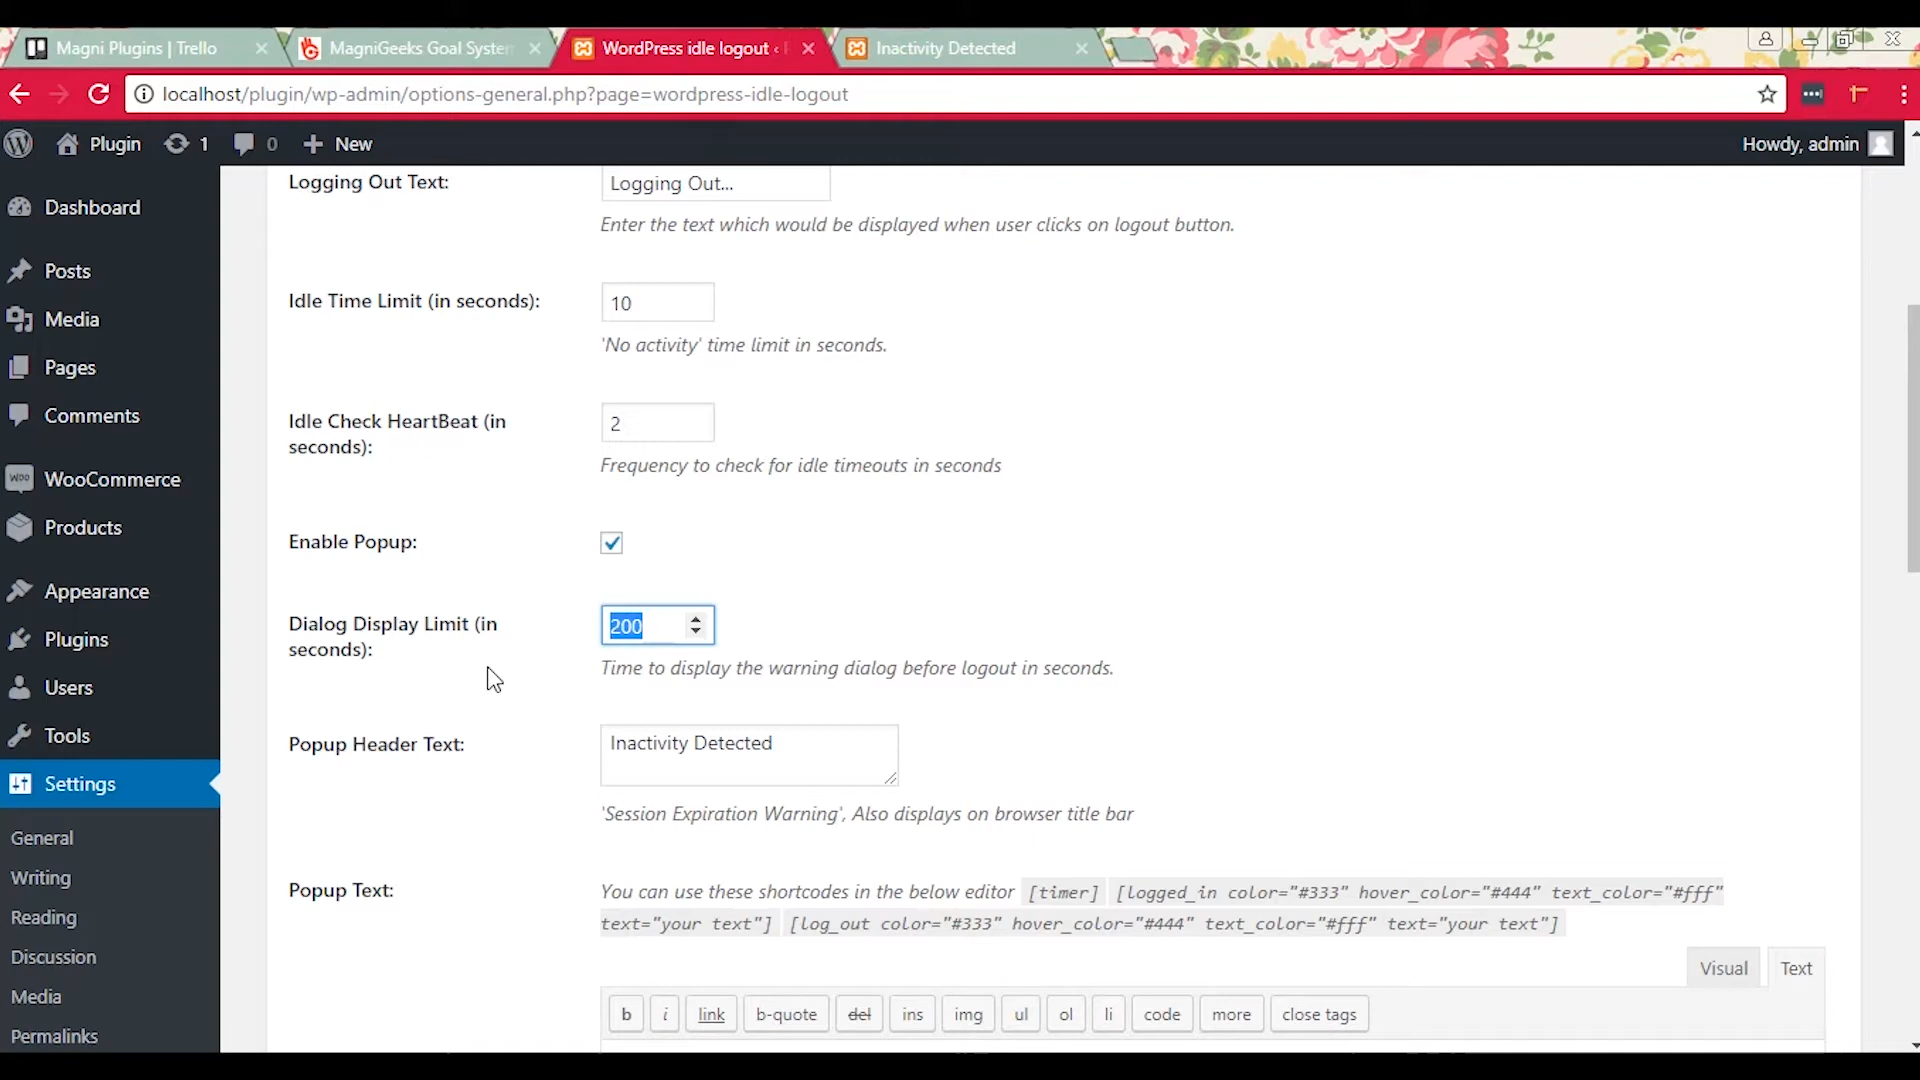 Magni Plugins | Trello
MagniGeeks Goal System
WordPress idle logout ‹
Inactivity Detected
localhost/plugin/wp-admin/options-general.php?page=wordpress-idle-logout
Plugin
1
0
New
Howdy, admin
Dashboard
Posts
Media
Pages
Comments
WOO
WooCommerce
Products
Appearance
Plugins
Users
Tools
Settings
General
Writing
Reading
Discussion
Media
Permalinks
Logging Out Text:
Logging Out...
Enter the text which would be displayed when user clicks on logout button.
Idle Time Limit (in seconds):
10
'No activity' time limit in seconds.
Idle Check HeartBeat (in
seconds):
2
Frequency to check for idle timeouts in seconds
Enable Popup:
Dialog Display Limit (in
seconds):
200
Time to display the warning dialog before logout in seconds.
Popup Header Text:
Inactivity Detected
'Session Expiration Warning', Also displays on browser title bar
Popup Text:
You can use these shortcodes in the below editor [timer] [logged_in color="#333" hover_color="#444" text_color="#fff"
text="your text"] [log_out color="#333" hover_color="#444" text_color="#fff" text="your text"]
Visual
Text
b
i
link
b-quote
del
ins
img
ul
ol
li
code
more
close tags